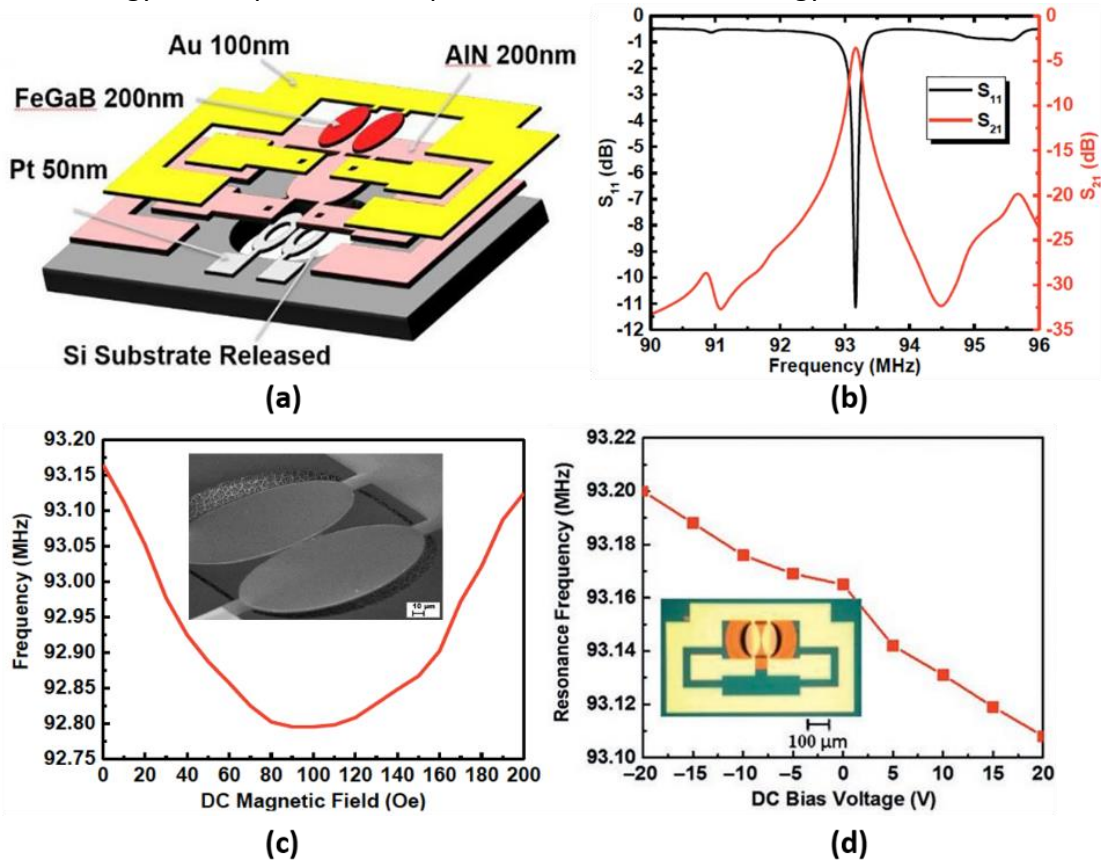 Au 100nm
AlN 200nm
FeGaB 200nm
Pt 50nm
Si Substrate Released
(a)
0
-1
-2
-3
-4
-5
-6
-7
-8
-9
-10
-11
-12
S11 (dB)
S11
S21
0
-5
-10
-15
-20
-25
-30
-35
S21 (dB)
90 91 92 93 94 95 96
Frequency (MHz)
(b)
93.20
93.15
93.10
93.05
93.00
92.95
92.90
92.85
92.80
92.75
Frequency (MHz)
10 µm
0 20 40 60 80 100 120 140 160 180 200
DC Magnetic Field (Oe)
(c)
93.22
93.20
93.18
93.16
93.14
93.12
93.10
Resonance Frequency (MHz)
100 µm
–20 –15 –10 –5 0 5 10 15 20
DC Bias Voltage (V)
(d)